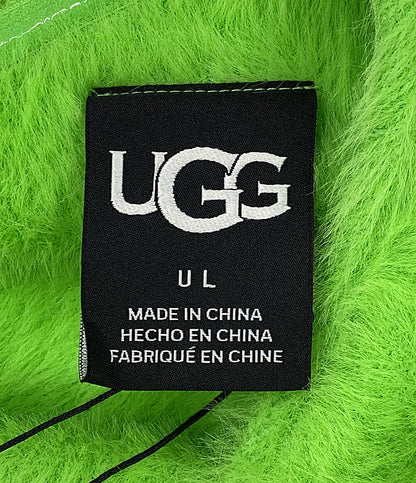 UGG
U L
MADE IN CHINA
HECHO EN CHINA
FABRIQUÉ EN CHINE